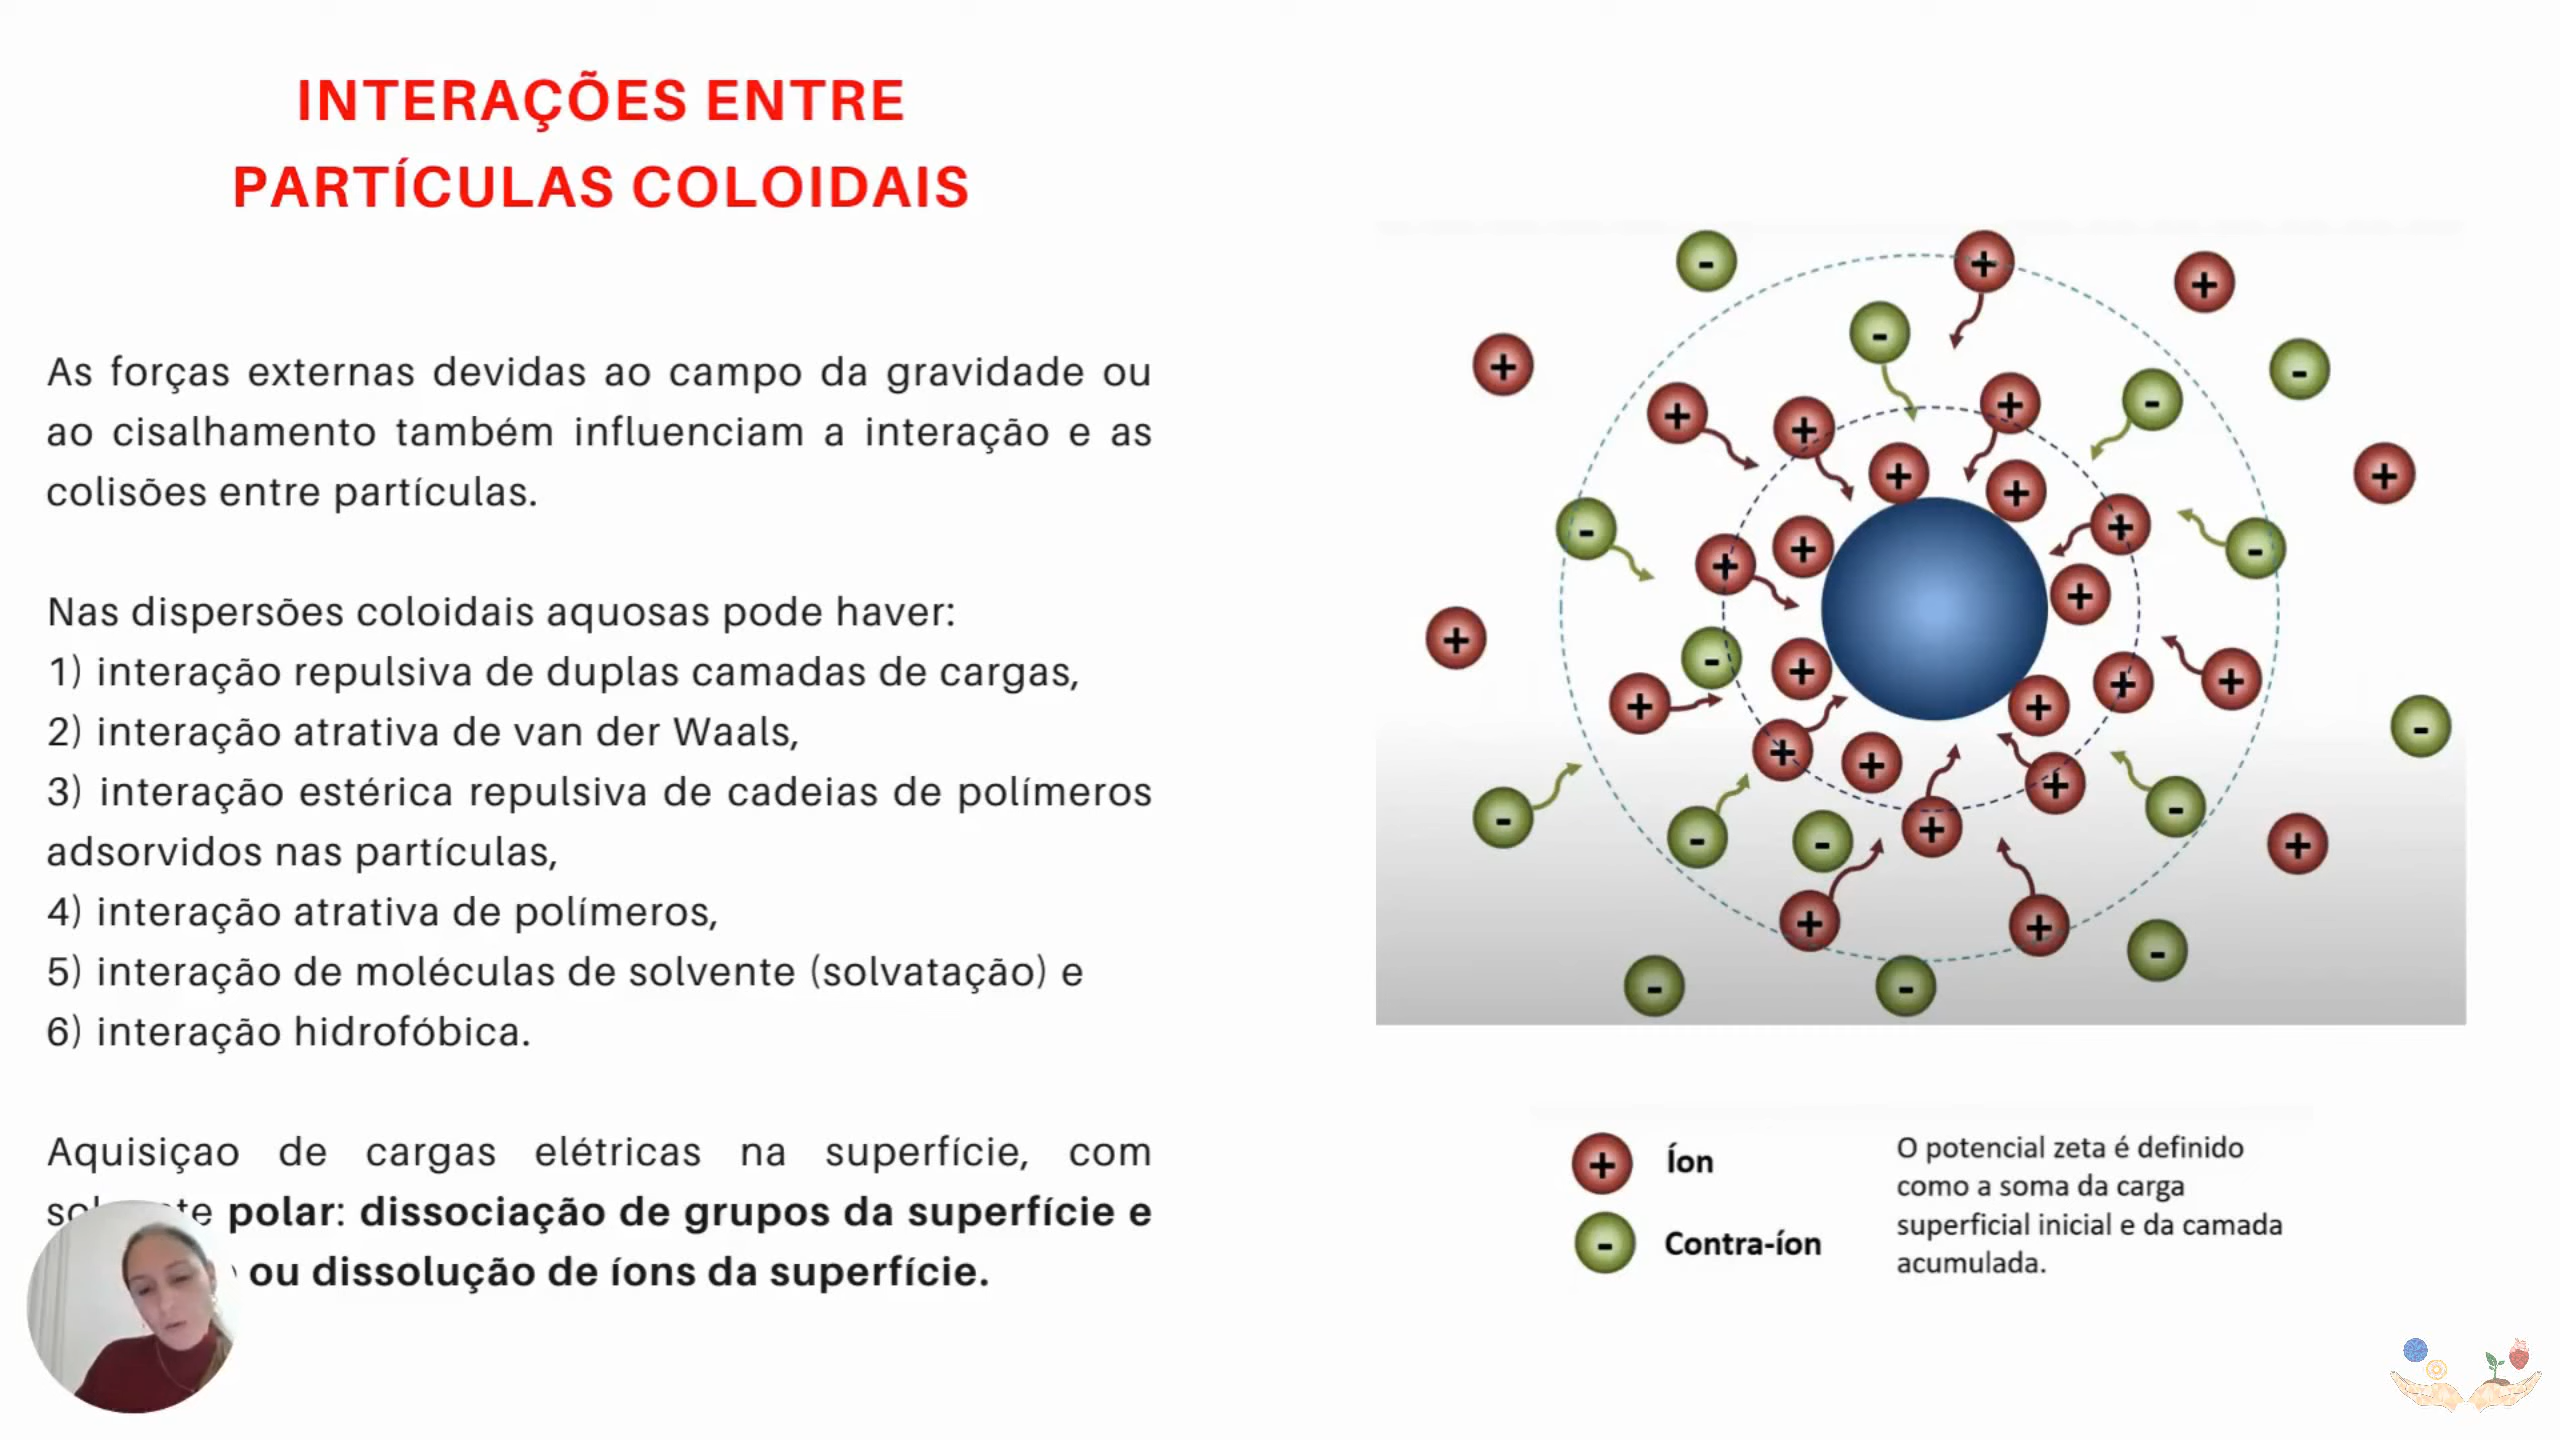 INTERAÇÕES ENTRE
PARTÍCULAS COLOIDAIS
As forças externas devidas ao campo da gravidade ou
ao cisalhamento também influenciam a interação e as
colisões entre partículas.
Nas dispersões coloidais aquosas pode haver:
1) interação repulsiva de duplas camadas de cargas,
2) interação atrativa de van der Waals,
3) interação estérica repulsiva de cadeias de polímeros
adsorvidos nas partículas,
4) interação atrativa de polímeros,
5) interação de moléculas de solvente (solvatação) e
6) interação hidrofóbica.
Aquisiçao de cargas elétricas na superfície, com
polar: dissociação de grupos da superfície e
ou dissolução de íons da superfície.
+ Íon
- Contra-íon
O potencial zeta é definido
como a soma da carga
superficial inicial e da camada
acumulada.